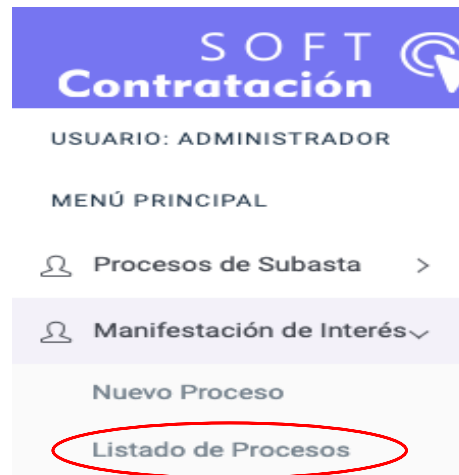 SOFT
Contratación
USUARIO: ADMINISTRADOR
MENÚ PRINCIPAL
Procesos de Subasta >
Manifestación de Interés
Nuevo Proceso
Listado de Procesos